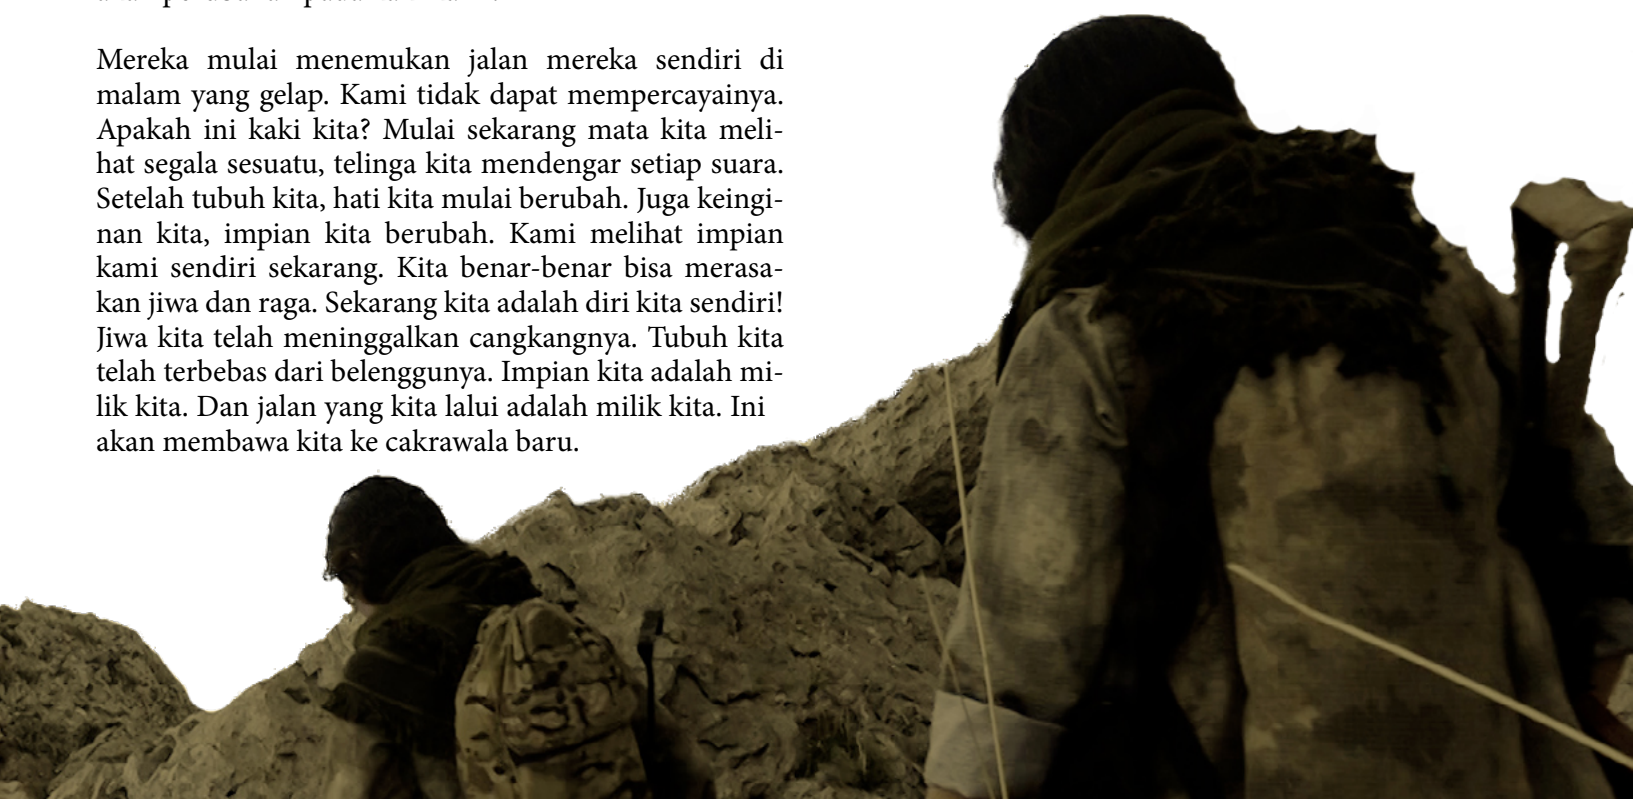 Mereka mulai menemukan jalan mereka sendiri di
malam yang gelap. Kami tidak dapat mempercayainya.
Apakah ini kaki kita? Mulai sekarang mata kita meli-
hat segala sesuatu, telinga kita mendengar setiap suara.
Setelah tubuh kita, hati kita mulai berubah. Juga keingi-
nan kita, impian kita berubah. Kami melihat impian
kami sendiri sekarang. Kita benar-benar bisa merasa-
kan jiwa dan raga. Sekarang kita adalah diri kita sendiri!
Jiwa kita telah meninggalkan cangkangnya. Tubuh kita
telah terbebas dari belenggunya. Impian kita adalah mi-
lik kita. Dan jalan yang kita lalui adalah milik kita. Ini
akan membawa kita ke cakrawala baru.